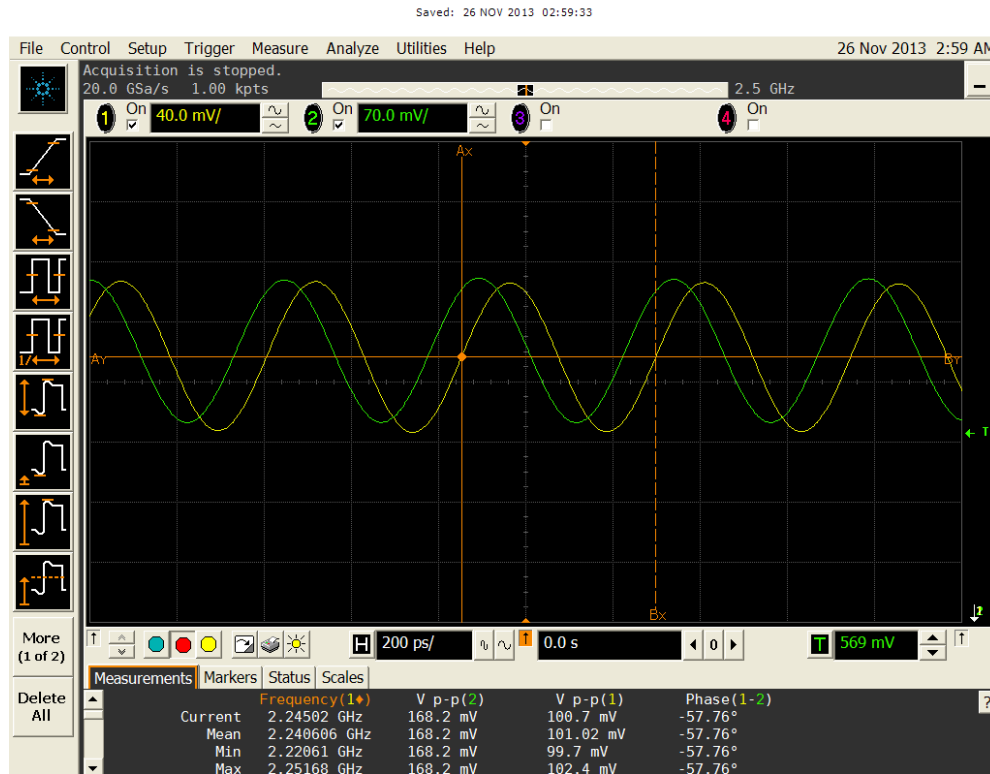 Saved: 26 NOV 2013 02:59:33
File Control Setup Trigger Measure Analyze Utilities Help 26 Nov 2013 2:59 AM
Acquisition is stopped.
20.0 GSa/s 1.00 kpts 2.5 GHz
1 On 40.0 mV/ 2 On 70.0 mV/ 3 On 4 On
Ax
Ay By
T
Bx
1/
More
(1 of 2)
H 200 ps/ 0.0 s 0 T 569 mV
Delete
All
Measurements Markers Status Scales
Frequency(1♦) V p-p(2) V p-p(1) Phase(1-2) ?
Current 2.24502 GHz 168.2 mV 100.7 mV -57.76°
Mean 2.240606 GHz 168.2 mV 101.02 mV -57.76°
Min 2.22061 GHz 168.2 mV 99.7 mV -57.76°
Max 2.25168 GHz 168.2 mV 102.4 mV -57.76°